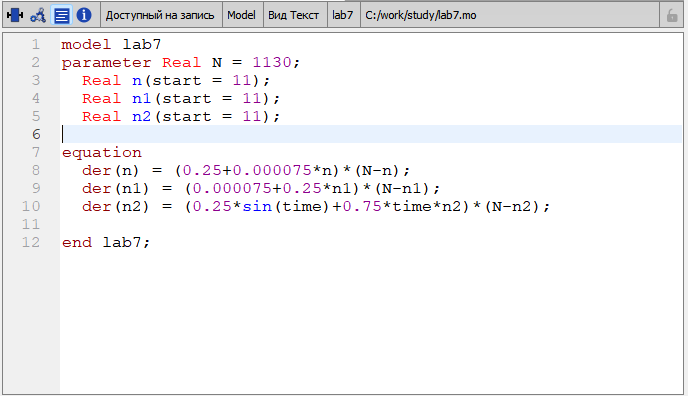 Доступный на запись Model Вид Текст lab7 C:/work/study/lab7.mo
1 model lab7
2 parameter Real N = 1130;
3 Real n(start = 11);
4 Real n1(start = 11);
5 Real n2(start = 11);
6
7 equation
8 der(n) = (0.25+0.000075*n)*(N-n);
9 der(n1) = (0.000075+0.25*n1)*(N-n1);
10 der(n2) = (0.25*sin(time)+0.75*time*n2)*(N-n2);
11
12 end lab7;